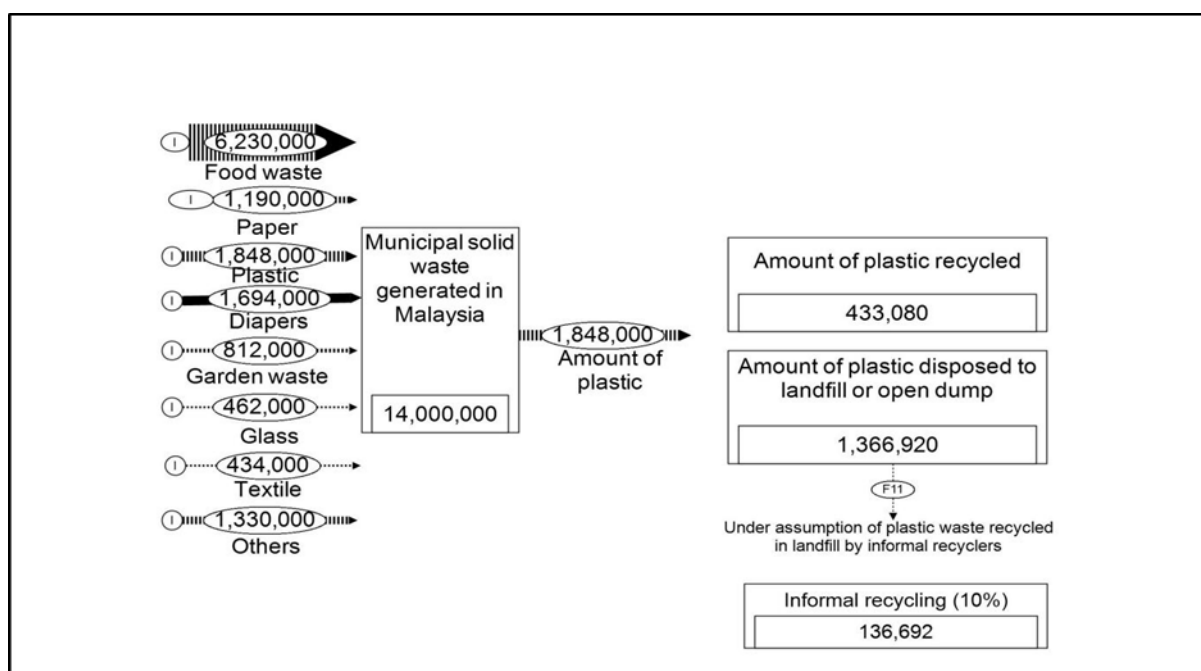 I
6,230,000
Food waste
I
1,190,000
Paper
I
1,848,000
Plastic
I
1,694,000
Diapers
I
812,000
Garden waste
I
462,000
Glass
I
434,000
Textile
I
1,330,000
Others
Municipal solid
waste
generated in
Malaysia
14,000,000
1,848,000
Amount of
plastic
Amount of plastic recycled
433,080
Amount of plastic disposed to
landfill or open dump
1,366,920
F11
Under assumption of plastic waste recycled
in landfill by informal recyclers
Informal recycling (10%)
136,692